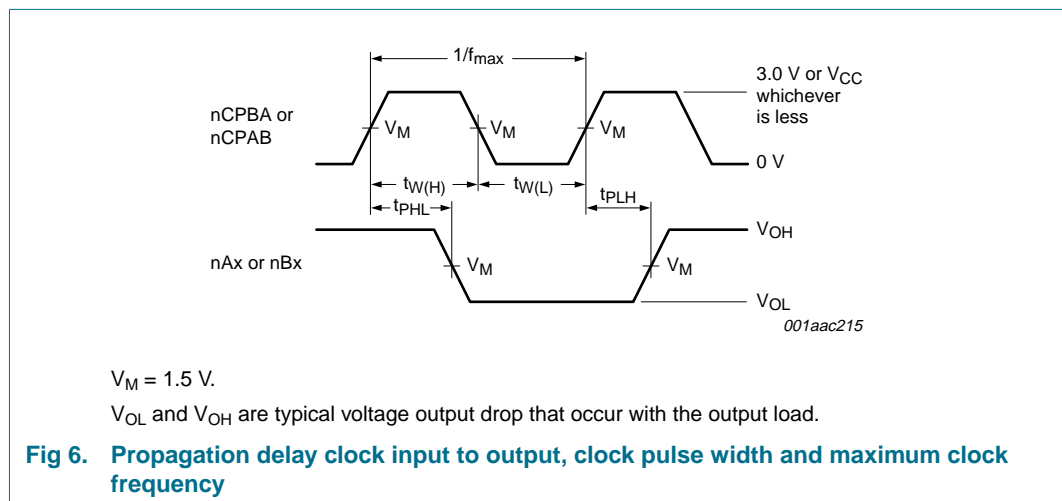 1/fmax
3.0 V or VCC
whichever
is less
nCPBA or
nCPAB
VM
VM
VM
0 V
tW(H)
tW(L)
tPHL
tPLH
VOH
nAx or nBx
VM
VM
VOL
001aac215
VM = 1.5 V.
VOL and VOH are typical voltage output drop that occur with the output load.
Fig 6. Propagation delay clock input to output, clock pulse width and maximum clock
frequency